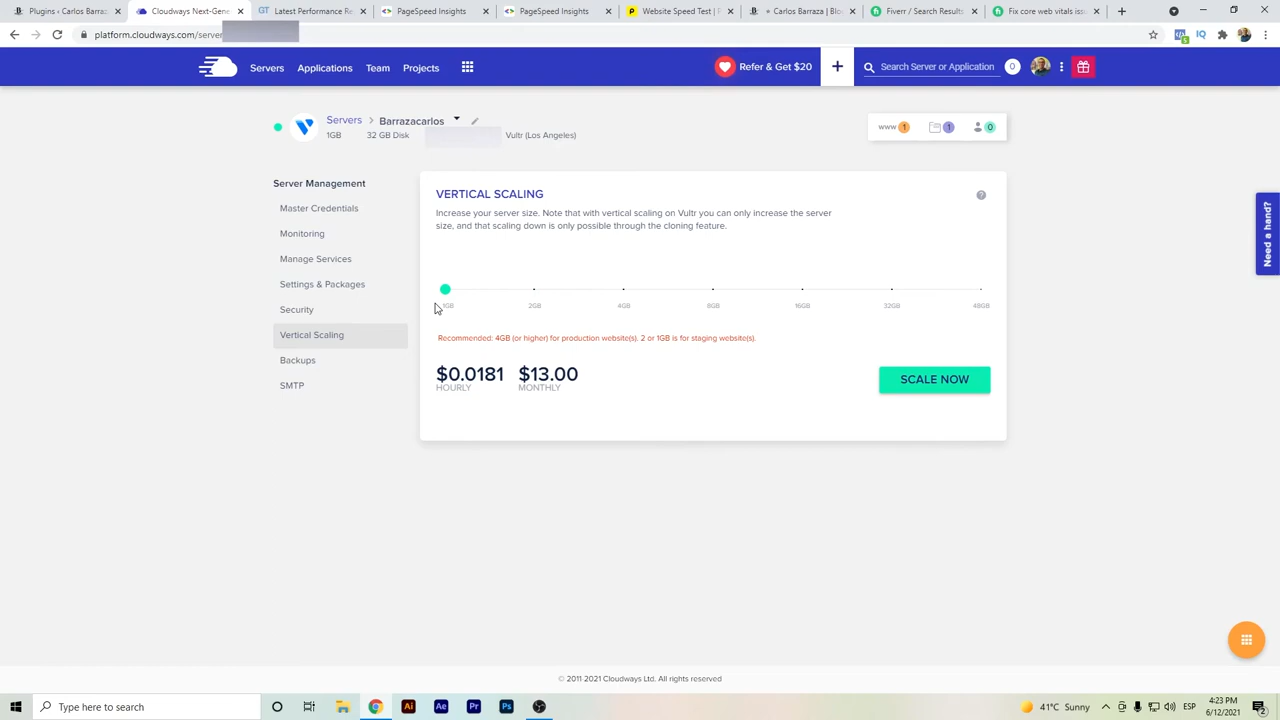 Plugins ‹ Carlos Barraz
Cloudways Next-Gene
GT Latest Performance Re
PageSpeed Insights
PageSpeed Insights
Website Speed Test | P
+ Carlos Barraza | Blo
Fiverr / Search Results
Fix core web vitals issu
platform.cloudways.com/server
Servers
Applications
Team
Projects
Refer & Get $20
+
Search Server or Application
0
Servers > Barrazacarlos
1GB
32 GB Disk
Vultr (Los Angeles)
www 1
1
0
Server Management
Master Credentials
Monitoring
Manage Services
Settings & Packages
Security
Vertical Scaling
Backups
SMTP
VERTICAL SCALING
Increase your server size. Note that with vertical scaling on Vultr you can only increase the server
size, and that scaling down is only possible through the cloning feature.
1GB
2GB
4GB
8GB
16GB
32GB
48GB
Recommended: 4GB (or higher) for production website(s). 2 or 1GB is for staging website(s).
$0.0181
HOURLY
$13.00
MONTHLY
SCALE NOW
Need a hand?
© 2011-2021 Cloudways Ltd. All rights reserved
Type here to search
Ai
Ae
Pr
Ps
41°C Sunny
ESP
4:23 PM
6/12/2021
2